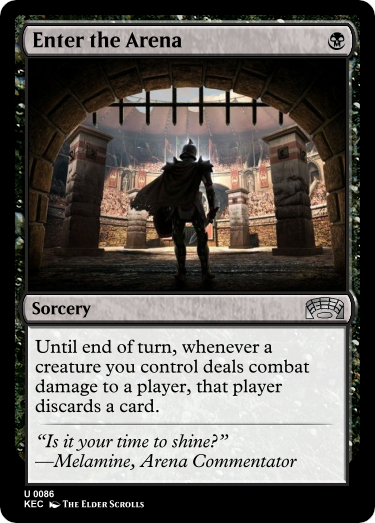 Enter the Arena
Sorcery
Until end of turn, whenever a
creature you control deals combat
damage to a player, that player
discards a card.
“Is it your time to shine?”
—Melamine, Arena Commentator
U 0086
KEC The Elder Scrolls